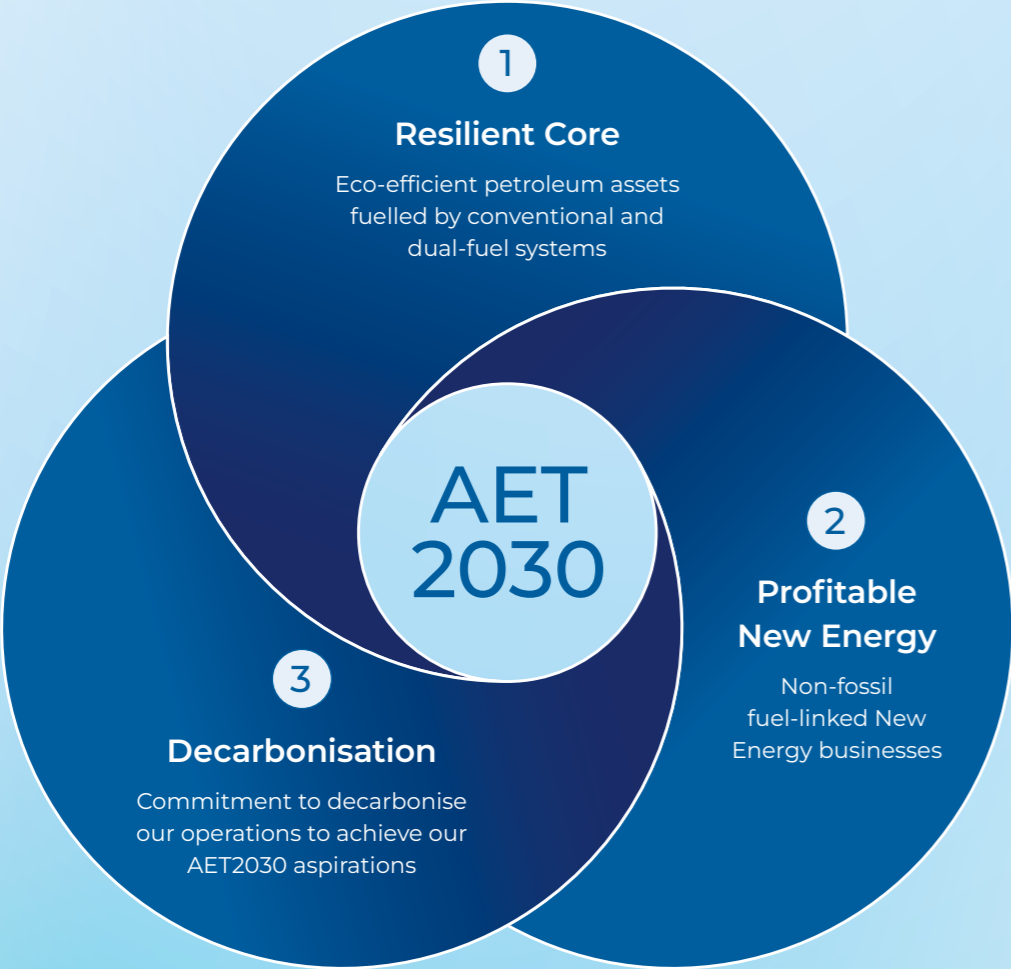 1
Resilient Core
Eco-efficient petroleum assets
fuelled by conventional and
dual-fuel systems
AET
2030
2
Profitable
New Energy
Non-fossil
fuel-linked New
Energy businesses
3
Decarbonisation
Commitment to decarbonise
our operations to achieve our
AET2030 aspirations